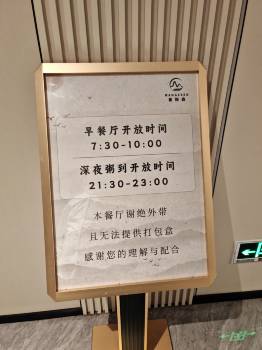 早餐厅开放时间
7:30-10:00
深夜粥到开放时间
21:30-23:00
本餐厅谢绝外带
且无法提供打包盒
感谢您的理解与配合